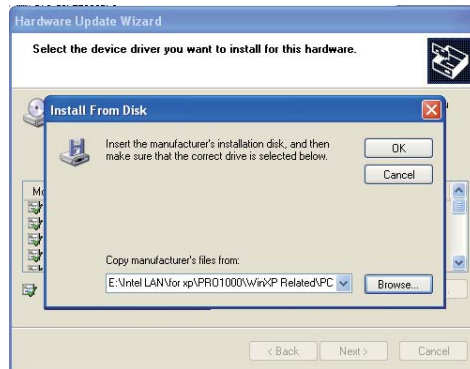 Hardware Update Wizard
Select the device driver you want to install for this hardware.
Install From Disk
Insert the manufacturer's installation disk, and then
make sure that the correct drive is selected below.
OK
Cancel
Mo
Copy manufacturer's files from:
E:\Intel LAN\for xp\PRO1000\WinXP Related\PC
Browse...
< Back
Next >
Cancel